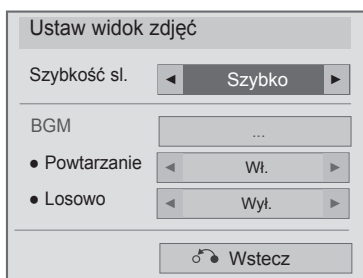 Ustaw widok zdjęć
Szybkość sl. ◄ Szybko ►
BGM ...
● Powtarzanie ◄ Wł. ►
● Losowo ◄ Wył. ►
Wstecz